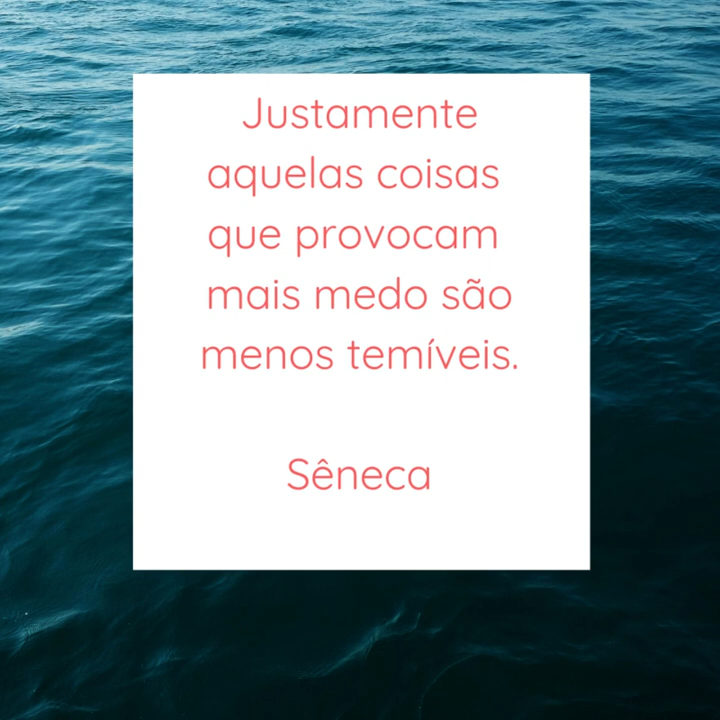 Justamente
aquelas coisas
que provocam
mais medo são
menos temíveis.
Sêneca